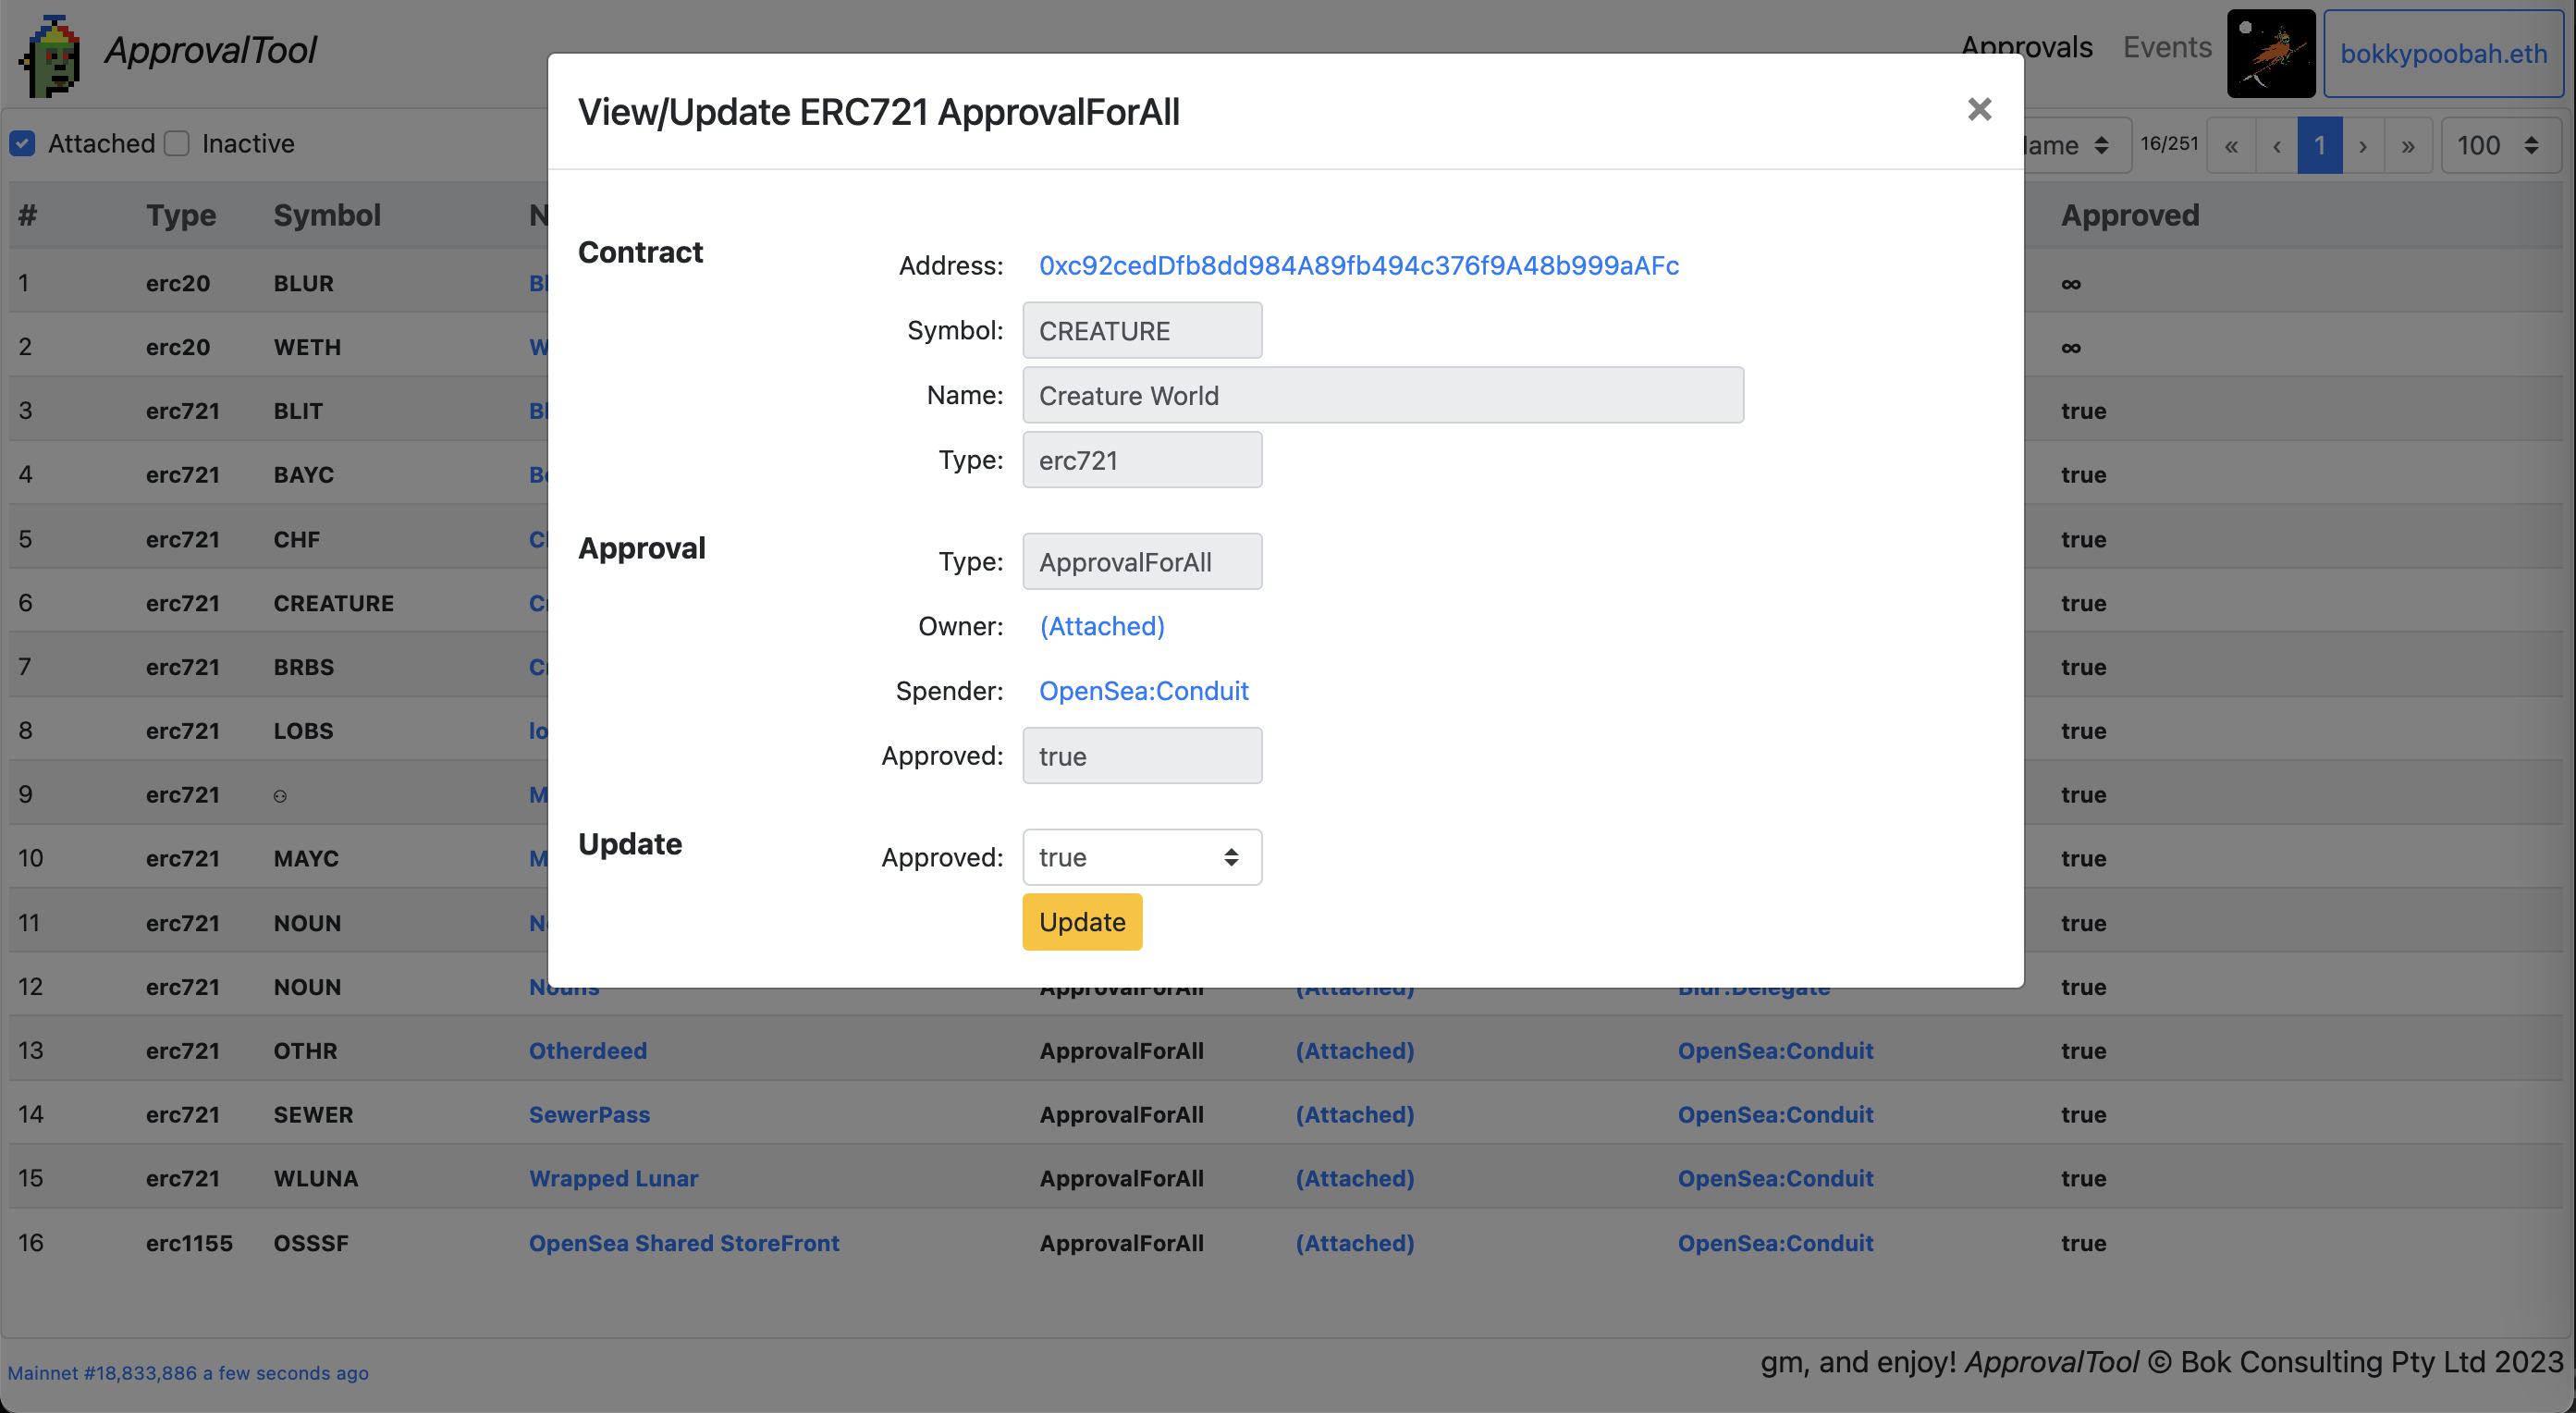 ApprovalTool
Approvals Events bokkypoobah.eth
Attached Inactive
16/251 « ‹ 1 › » 100
# Type Symbol Approved
1 erc20 BLUR ∞
2 erc20 WETH ∞
3 erc721 BLIT true
4 erc721 BAYC true
5 erc721 CHF true
6 erc721 CREATURE true
7 erc721 BRBS true
8 erc721 LOBS true
9 erc721 ⚇ true
10 erc721 MAYC true
11 erc721 NOUN true
12 erc721 NOUN Nouns ApprovalForAll (Attached) Blur:Delegate true
13 erc721 OTHR Otherdeed ApprovalForAll (Attached) OpenSea:Conduit true
14 erc721 SEWER SewerPass ApprovalForAll (Attached) OpenSea:Conduit true
15 erc721 WLUNA Wrapped Lunar ApprovalForAll (Attached) OpenSea:Conduit true
16 erc1155 OSSSF OpenSea Shared StoreFront ApprovalForAll (Attached) OpenSea:Conduit true
View/Update ERC721 ApprovalForAll ×
Contract
Address: 0xc92cedDfb8dd984A89fb494c376f9A48b999aAFc
Symbol: CREATURE
Name: Creature World
Type: erc721
Approval
Type: ApprovalForAll
Owner: (Attached)
Spender: OpenSea:Conduit
Approved: true
Update
Approved: true
Update
Mainnet #18,833,886 a few seconds ago
gm, and enjoy! ApprovalTool © Bok Consulting Pty Ltd 2023